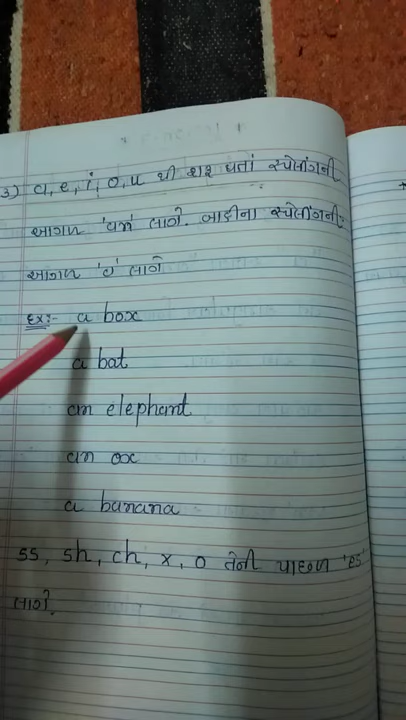 3) a, e, i, o, u થી શરૂ થતાં સ્પેલીંગની
આગળ 'an' લાગે. બાકીના સ્પેલીંગની
આગળ 'a' લાગે
Ex:- a box
a bat
an elephant
an ox
a banana
ss, sh, ch, x, o તેની પાછળ 'es'
લાગે.